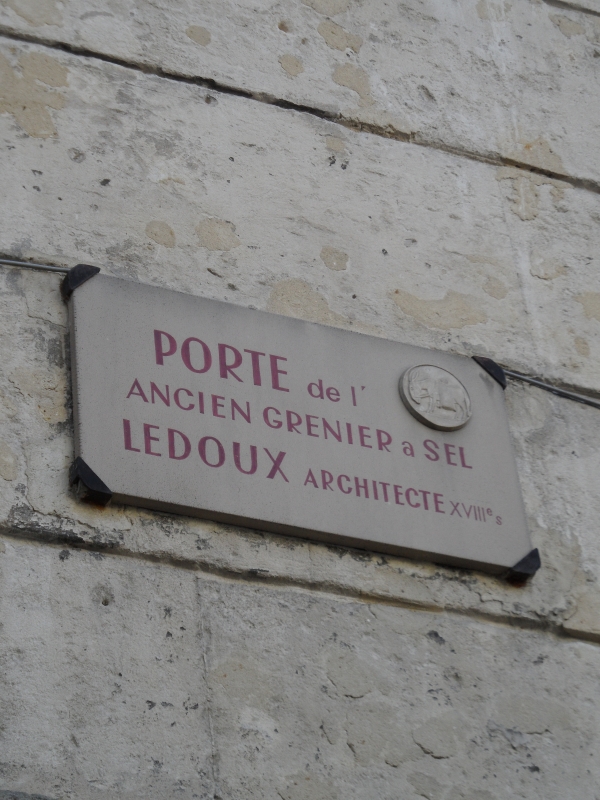 PORTE de l'
ANCIEN GRENIER a SEL
LEDOUX ARCHITECTE XVIIIe s